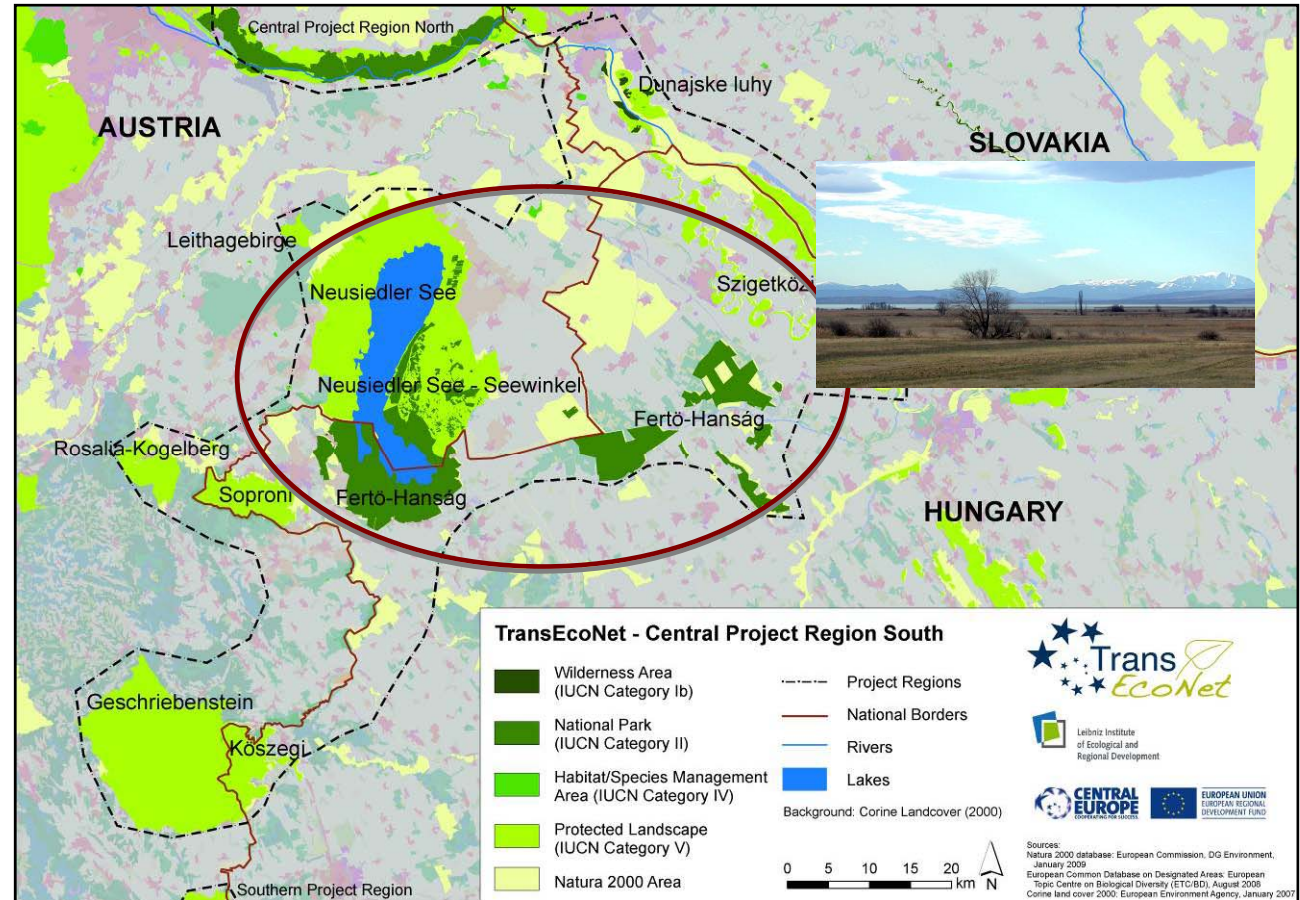 Central Project Region North
Dunajske luhy
AUSTRIA
SLOVAKIA
Leithagebirge
Neusiedler See
Szigetközi
Neusiedler See - Seewinkel
Fertö-Hanság
Rosalia-Kogelberg
Soproni
Fertö-Hanság
HUNGARY
Geschriebenstein
Köszegi
Southern Project Region
TransEcoNet - Central Project Region South
Wilderness Area
(IUCN Category Ib)
National Park
(IUCN Category II)
Habitat/Species Management
Area (IUCN Category IV)
Protected Landscape
(IUCN Category V)
Natura 2000 Area
Project Regions
National Borders
Rivers
Lakes
Background: Corine Landcover (2000)
0 5 10 15 20
km N
Trans
EcoNet
Leibniz Institute
of Ecological and
Regional Development
CENTRAL
EUROPE
COOPERATING FOR SUCCESS.
EUROPEAN UNION
EUROPEAN REGIONAL
DEVELOPMENT FUND
Sources:
Natura 2000 database: European Commission, DG Environment,
January 2009
European Common Database on Designated Areas: European
Topic Centre on Biological Diversity (ETC/BD), August 2008
Corine land cover 2000: European Environment Agency, January 2007